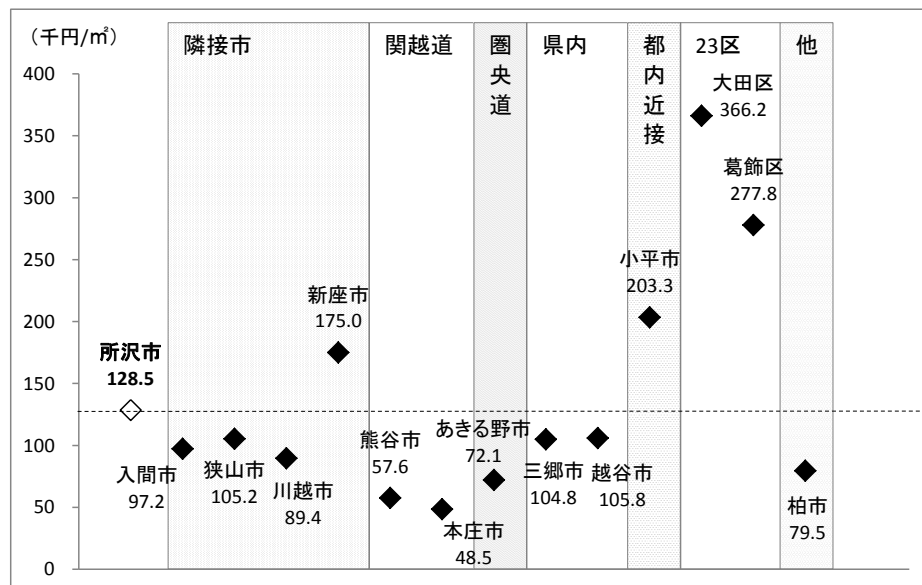 （千円/㎡）
隣接市
関越道
圏央道
県内
都内近接
23区
他
400
350
300
250
200
150
100
50
0
所沢市
128.5
入間市
97.2
狭山市
105.2
川越市
89.4
新座市
175.0
熊谷市
57.6
本庄市
48.5
あきる野市
72.1
三郷市
104.8
越谷市
105.8
小平市
203.3
大田区
366.2
葛飾区
277.8
柏市
79.5